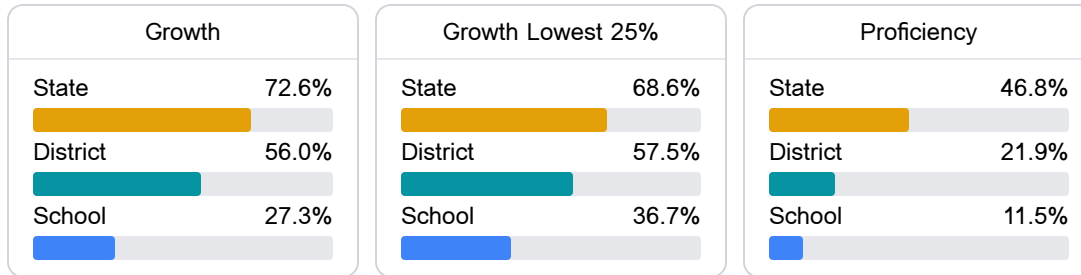 Growth
State 72.6%
District 56.0%
School 27.3%
Growth Lowest 25%
State 68.6%
District 57.5%
School 36.7%
Proficiency
State 46.8%
District 21.9%
School 11.5%